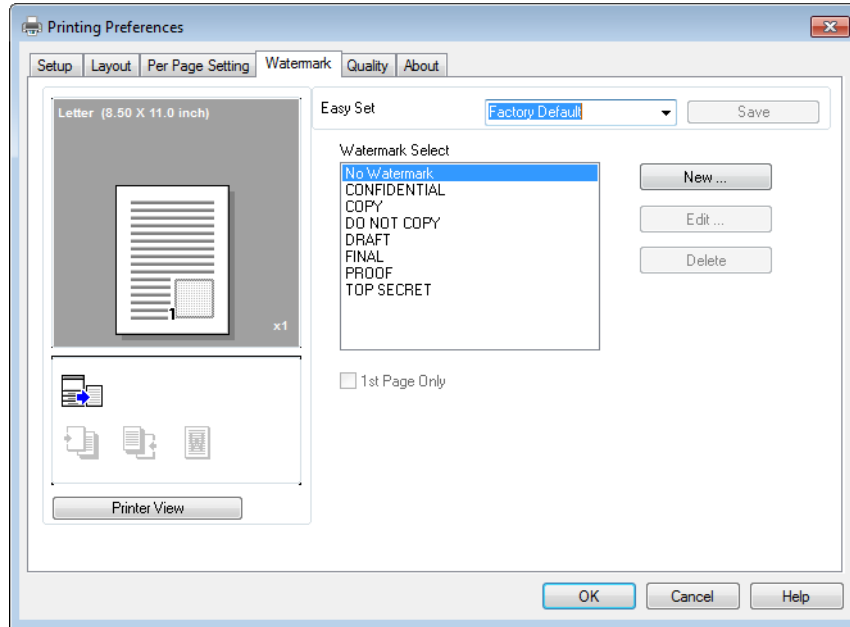 Printing Preferences
Setup Layout Per Page Setting Watermark Quality About
Letter (8.50 X 11.0 inch)
1
x1
Printer View
Easy Set Factory Default Save
Watermark Select
No Watermark
CONFIDENTIAL
COPY
DO NOT COPY
DRAFT
FINAL
PROOF
TOP SECRET
New ...
Edit ...
Delete
1st Page Only
OK Cancel Help